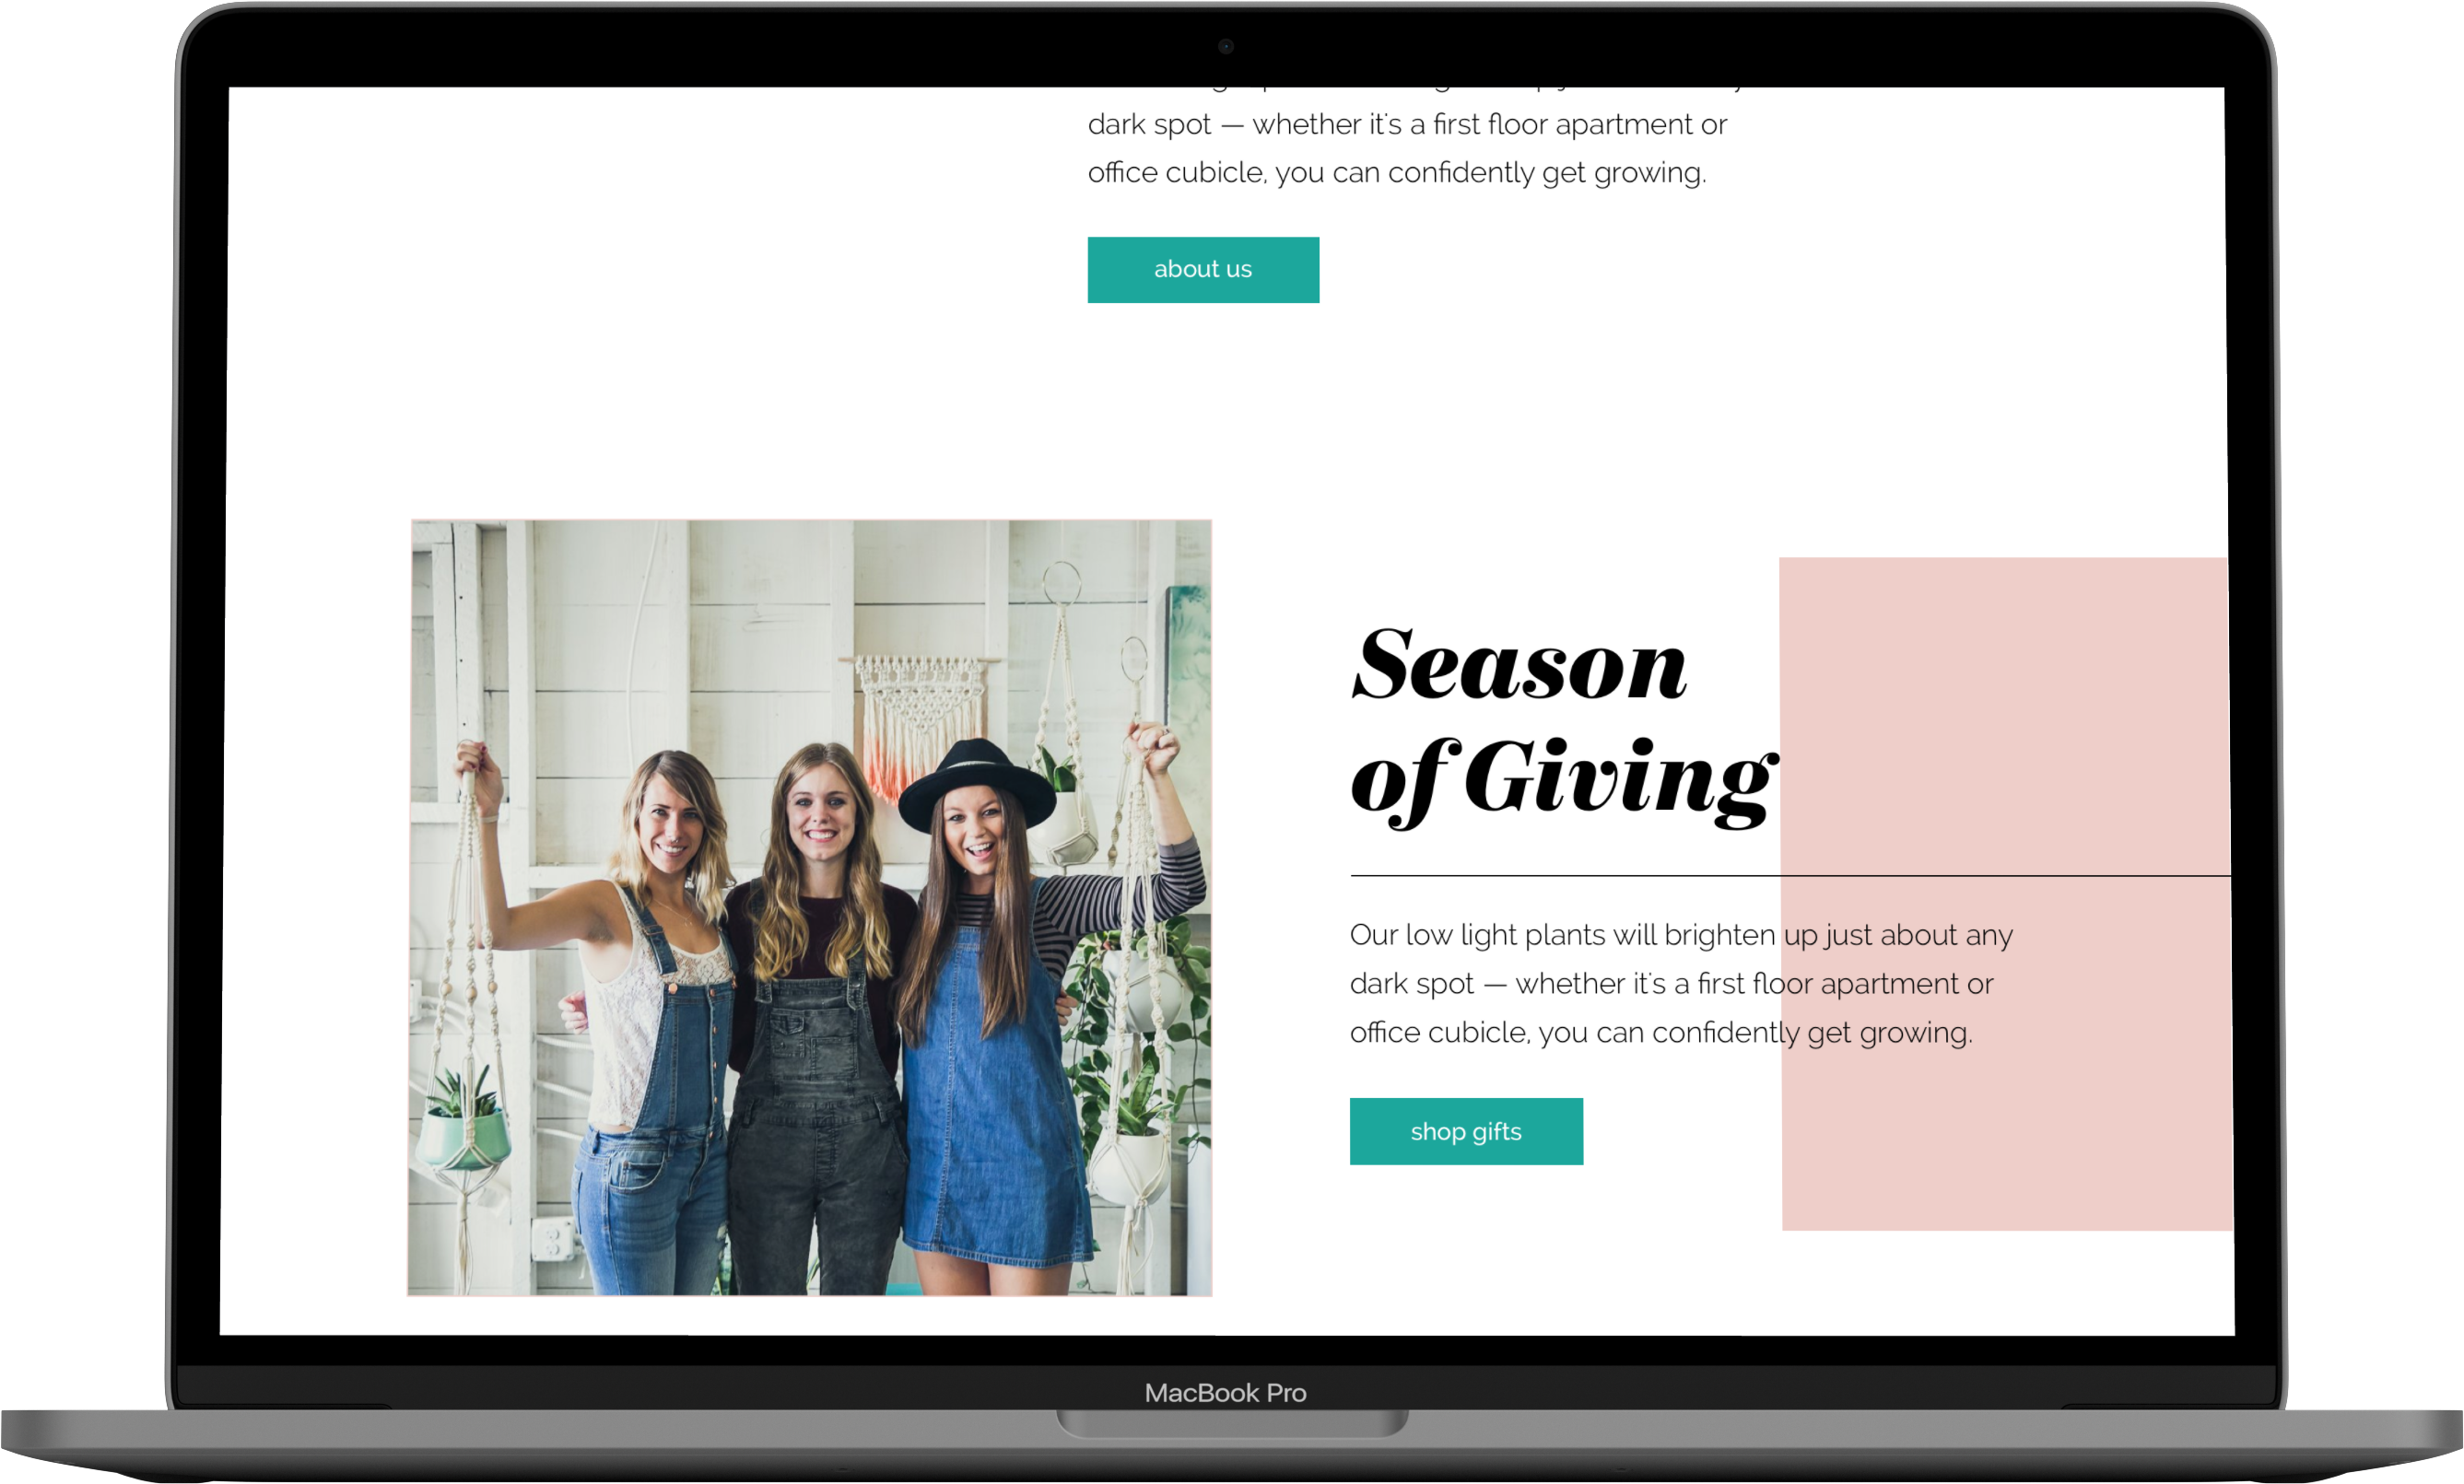 dark spot — whether it's a first floor apartment or
office cubicle, you can confidently get growing.
about us
Season
of Giving
Our low light plants will brighten up just about any
dark spot — whether it's a first floor apartment or
office cubicle, you can confidently get growing.
shop gifts
MacBook Pro